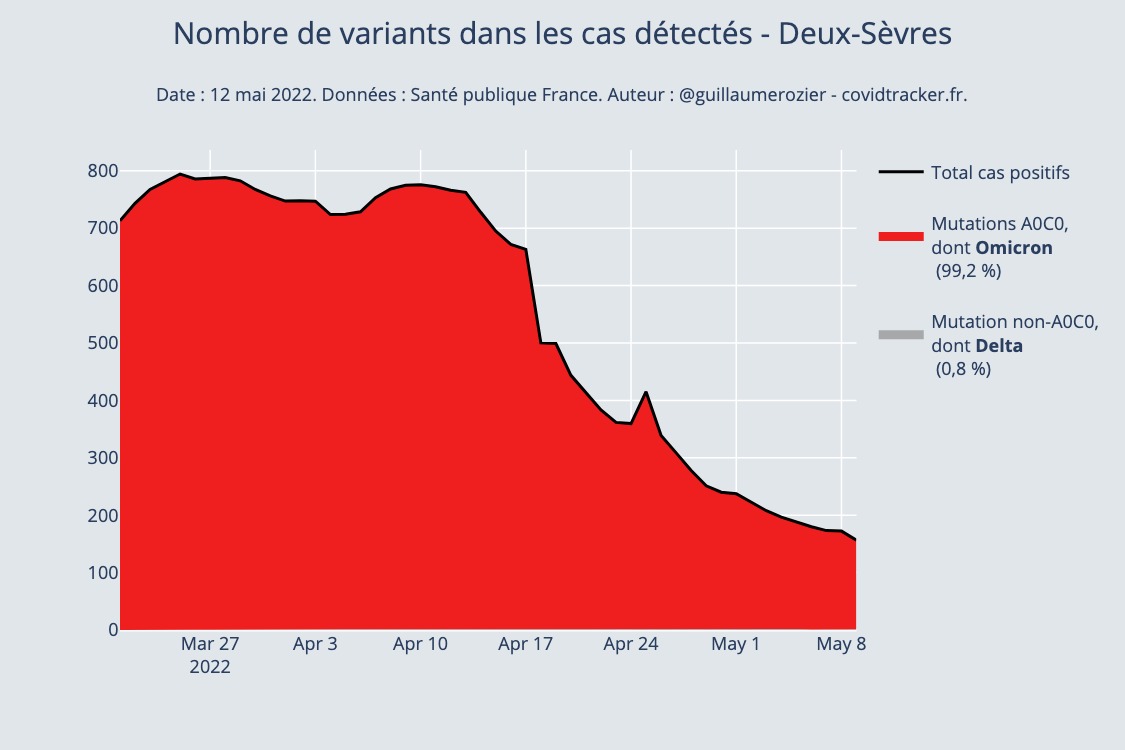 Nombre de variants dans les cas détectés - Deux-Sèvres
Date : 12 mai 2022. Données : Santé publique France. Auteur : @guillaumerozier - covidtracker.fr.
800
700
600
500
400
300
200
100
0
Mar 27
2022
Apr 3
Apr 10
Apr 17
Apr 24
May 1
May 8
Total cas positifs
Mutations A0C0,
dont Omicron
(99,2 %)
Mutation non-A0C0,
dont Delta
(0,8 %)